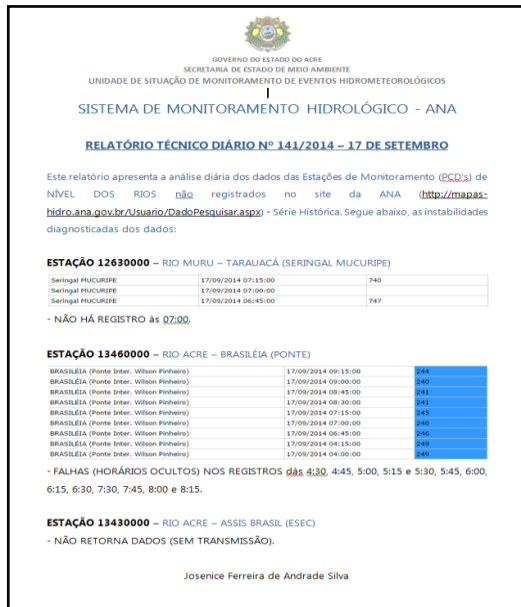 GOVERNO DO ESTADO DO ACRE
SECRETARIA DE ESTADO DE MEIO AMBIENTE
UNIDADE DE SITUAÇÃO DE MONITORAMENTO DE EVENTOS HIDROMETEOROLÓGICOS
SISTEMA DE MONITORAMENTO HIDROLÓGICO - ANA
RELATÓRIO TÉCNICO DIÁRIO Nº 141/2014 – 17 DE SETEMBRO
Este relatório apresenta a análise diária dos dados das Estações de Monitoramento (PCD's) de
NÍVEL DOS RIOS não registrados no site da ANA (http://mapas-
hidro.ana.gov.br/Usuario/DadoPesquisar.aspx) - Série Histórica. Segue abaixo, as instabilidades
diagnosticadas dos dados:
ESTAÇÃO 12630000 – RIO MURU – TARAUACÁ (SERINGAL MUCURIPE)
Seringal MUCURIPE 17/09/2014 07:15:00 740
Seringal MUCURIPE 17/09/2014 07:00:00
Seringal MUCURIPE 17/09/2014 06:45:00 747
- NÃO HÁ REGISTRO às 07:00.
ESTAÇÃO 13460000 – RIO ACRE – BRASILÉIA (PONTE)
BRASILÉIA (Ponte Inter. Wilson Pinheiro) 17/09/2014 09:15:00 244
BRASILÉIA (Ponte Inter. Wilson Pinheiro) 17/09/2014 09:00:00 240
BRASILÉIA (Ponte Inter. Wilson Pinheiro) 17/09/2014 08:45:00 241
BRASILÉIA (Ponte Inter. Wilson Pinheiro) 17/09/2014 08:30:00 241
BRASILÉIA (Ponte Inter. Wilson Pinheiro) 17/09/2014 07:15:00 245
BRASILÉIA (Ponte Inter. Wilson Pinheiro) 17/09/2014 07:00:00 246
BRASILÉIA (Ponte Inter. Wilson Pinheiro) 17/09/2014 06:45:00 246
BRASILÉIA (Ponte Inter. Wilson Pinheiro) 17/09/2014 04:15:00 249
BRASILÉIA (Ponte Inter. Wilson Pinheiro) 17/09/2014 04:00:00 249
- FALHAS (HORÁRIOS OCULTOS) NOS REGISTROS dàs 4:30, 4:45, 5:00, 5:15 e 5:30, 5:45, 6:00,
6:15, 6:30, 7:30, 7:45, 8:00 e 8:15.
ESTAÇÃO 13430000 – RIO ACRE – ASSIS BRASIL (ESEC)
- NÃO RETORNA DADOS (SEM TRANSMISSÃO).
Josenice Ferreira de Andrade Silva